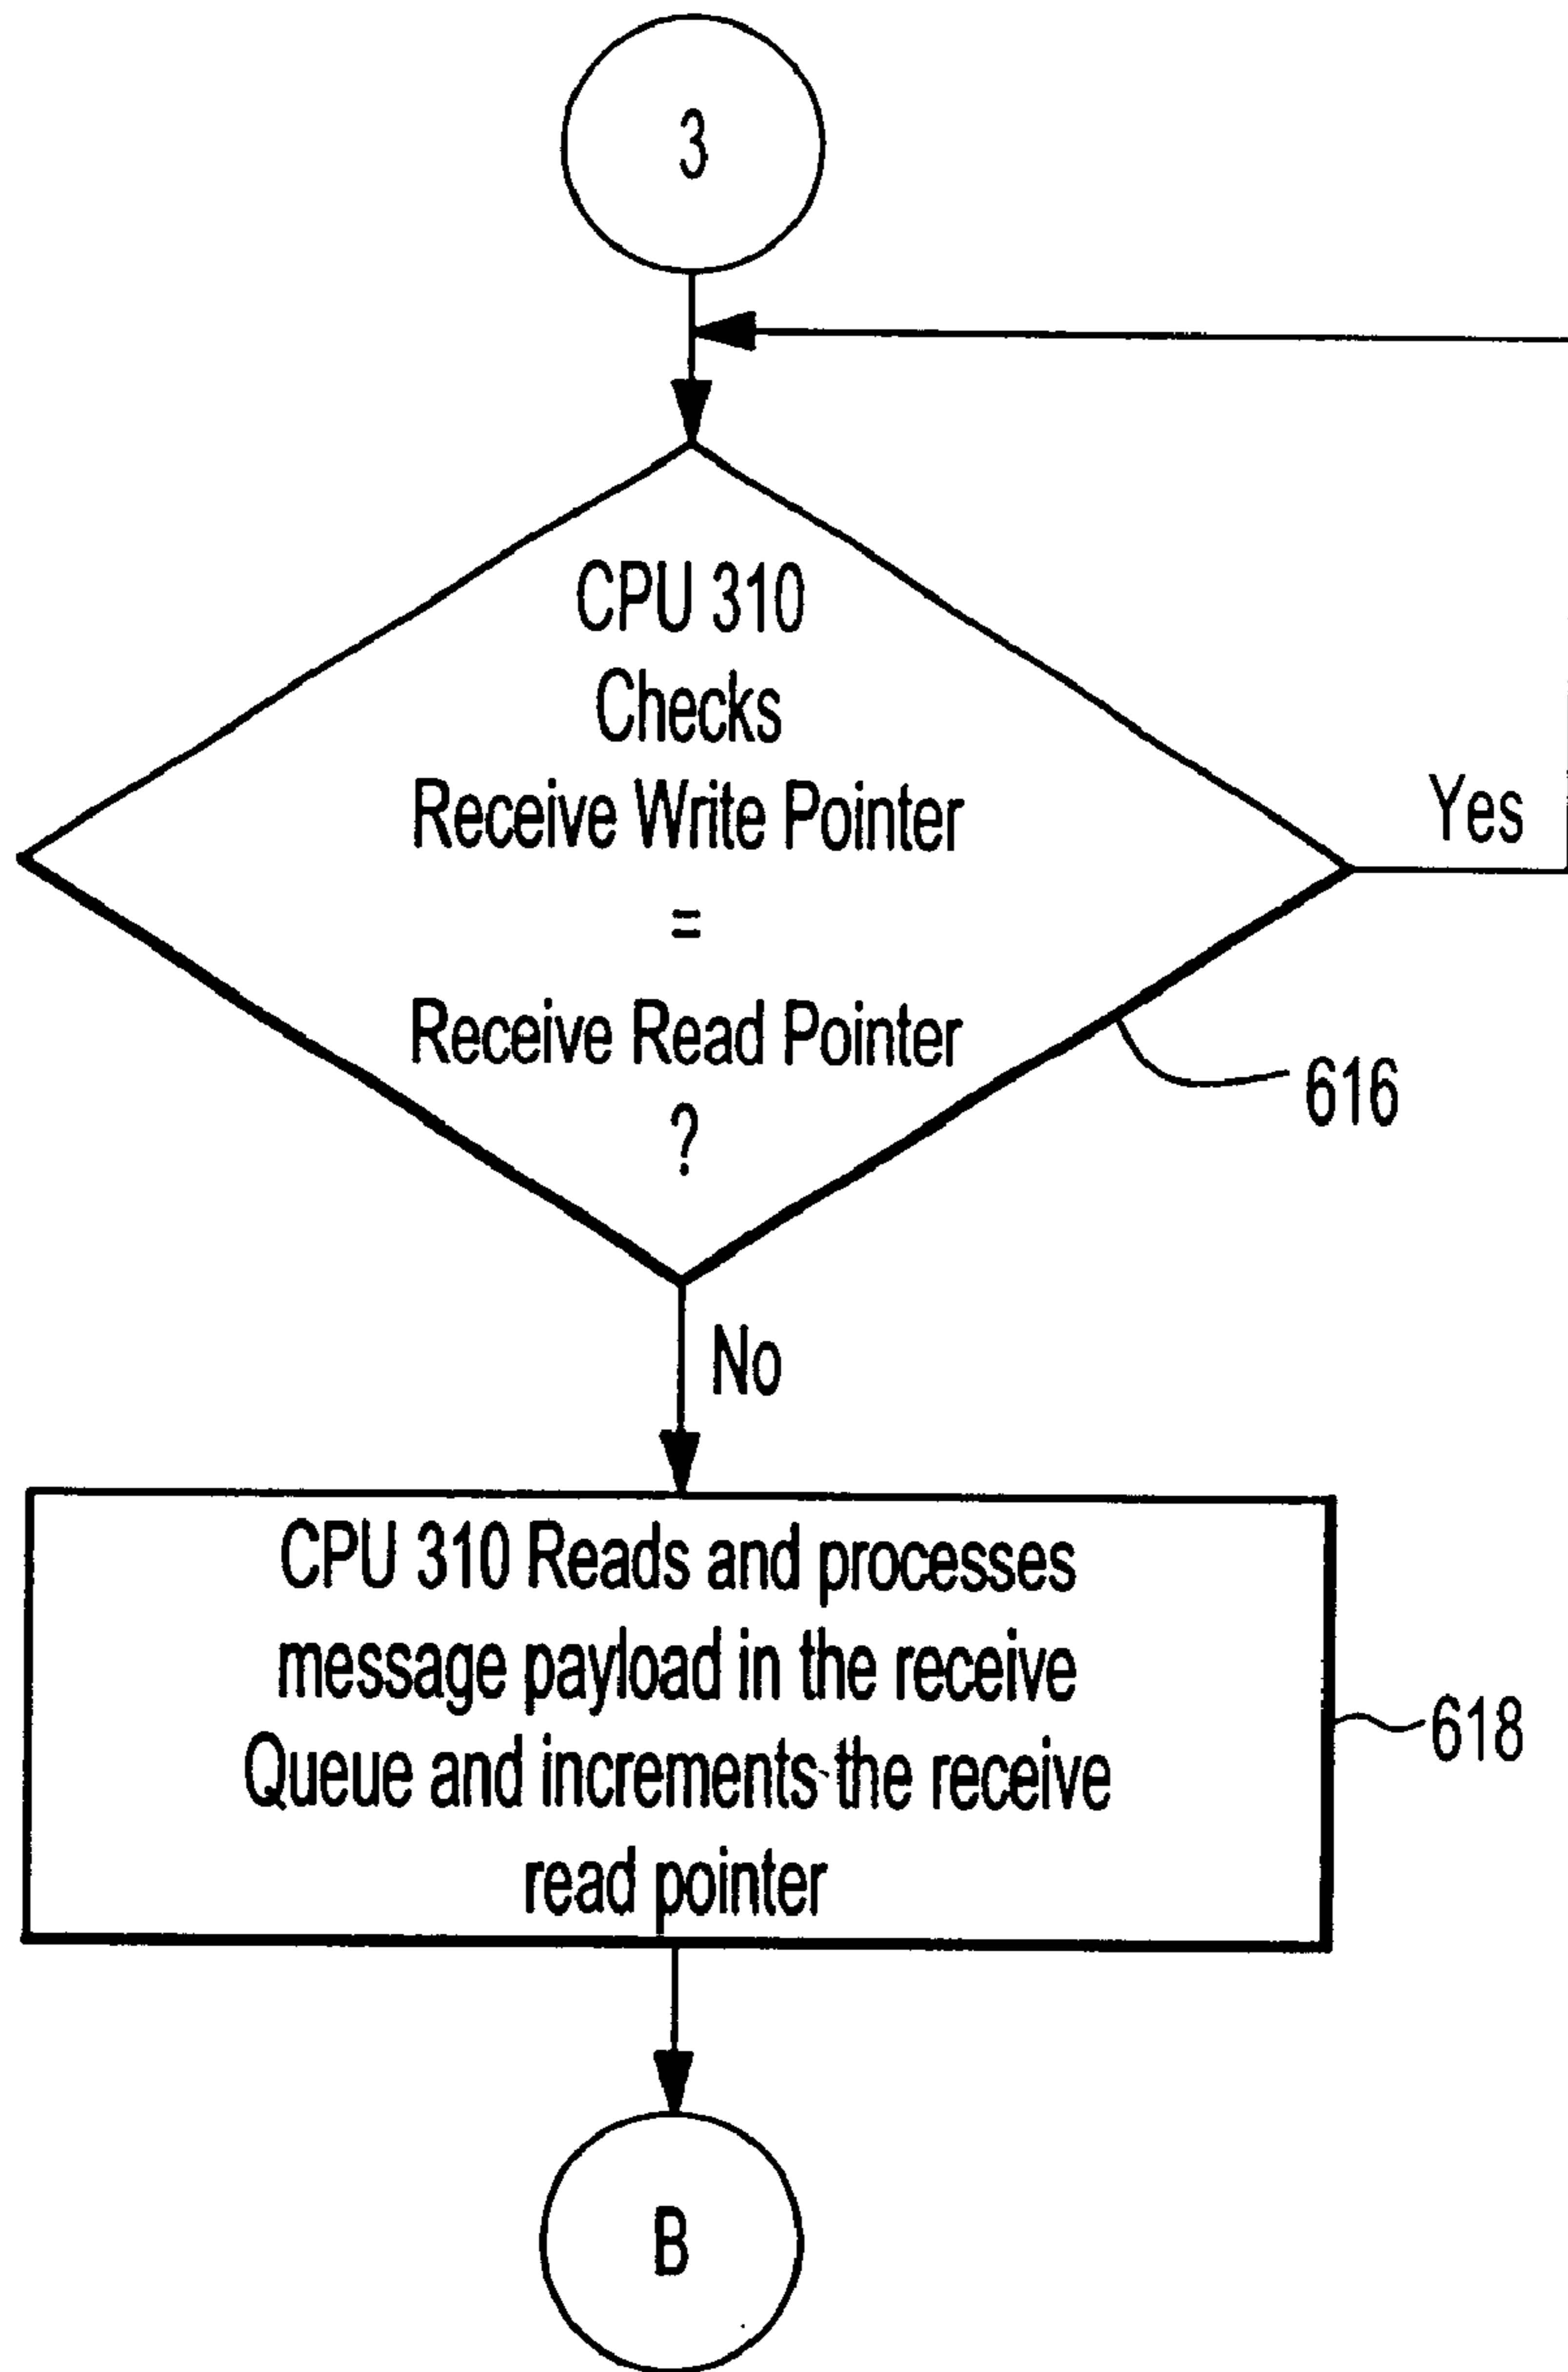 3
CPU 310
Checks
Receive Write Pointer
=
Receive Read Pointer
?
Yes
616
No
CPU 310 Reads and processes
message payload in the receive
Queue and increments the receive
read pointer
618
B